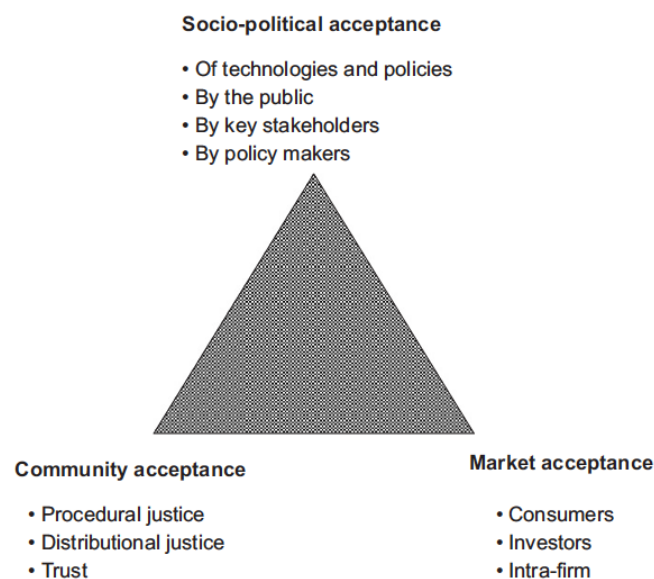 Socio-political acceptance
• Of technologies and policies
• By the public
• By key stakeholders
• By policy makers
Community acceptance
• Procedural justice
• Distributional justice
• Trust
Market acceptance
• Consumers
• Investors
• Intra-firm